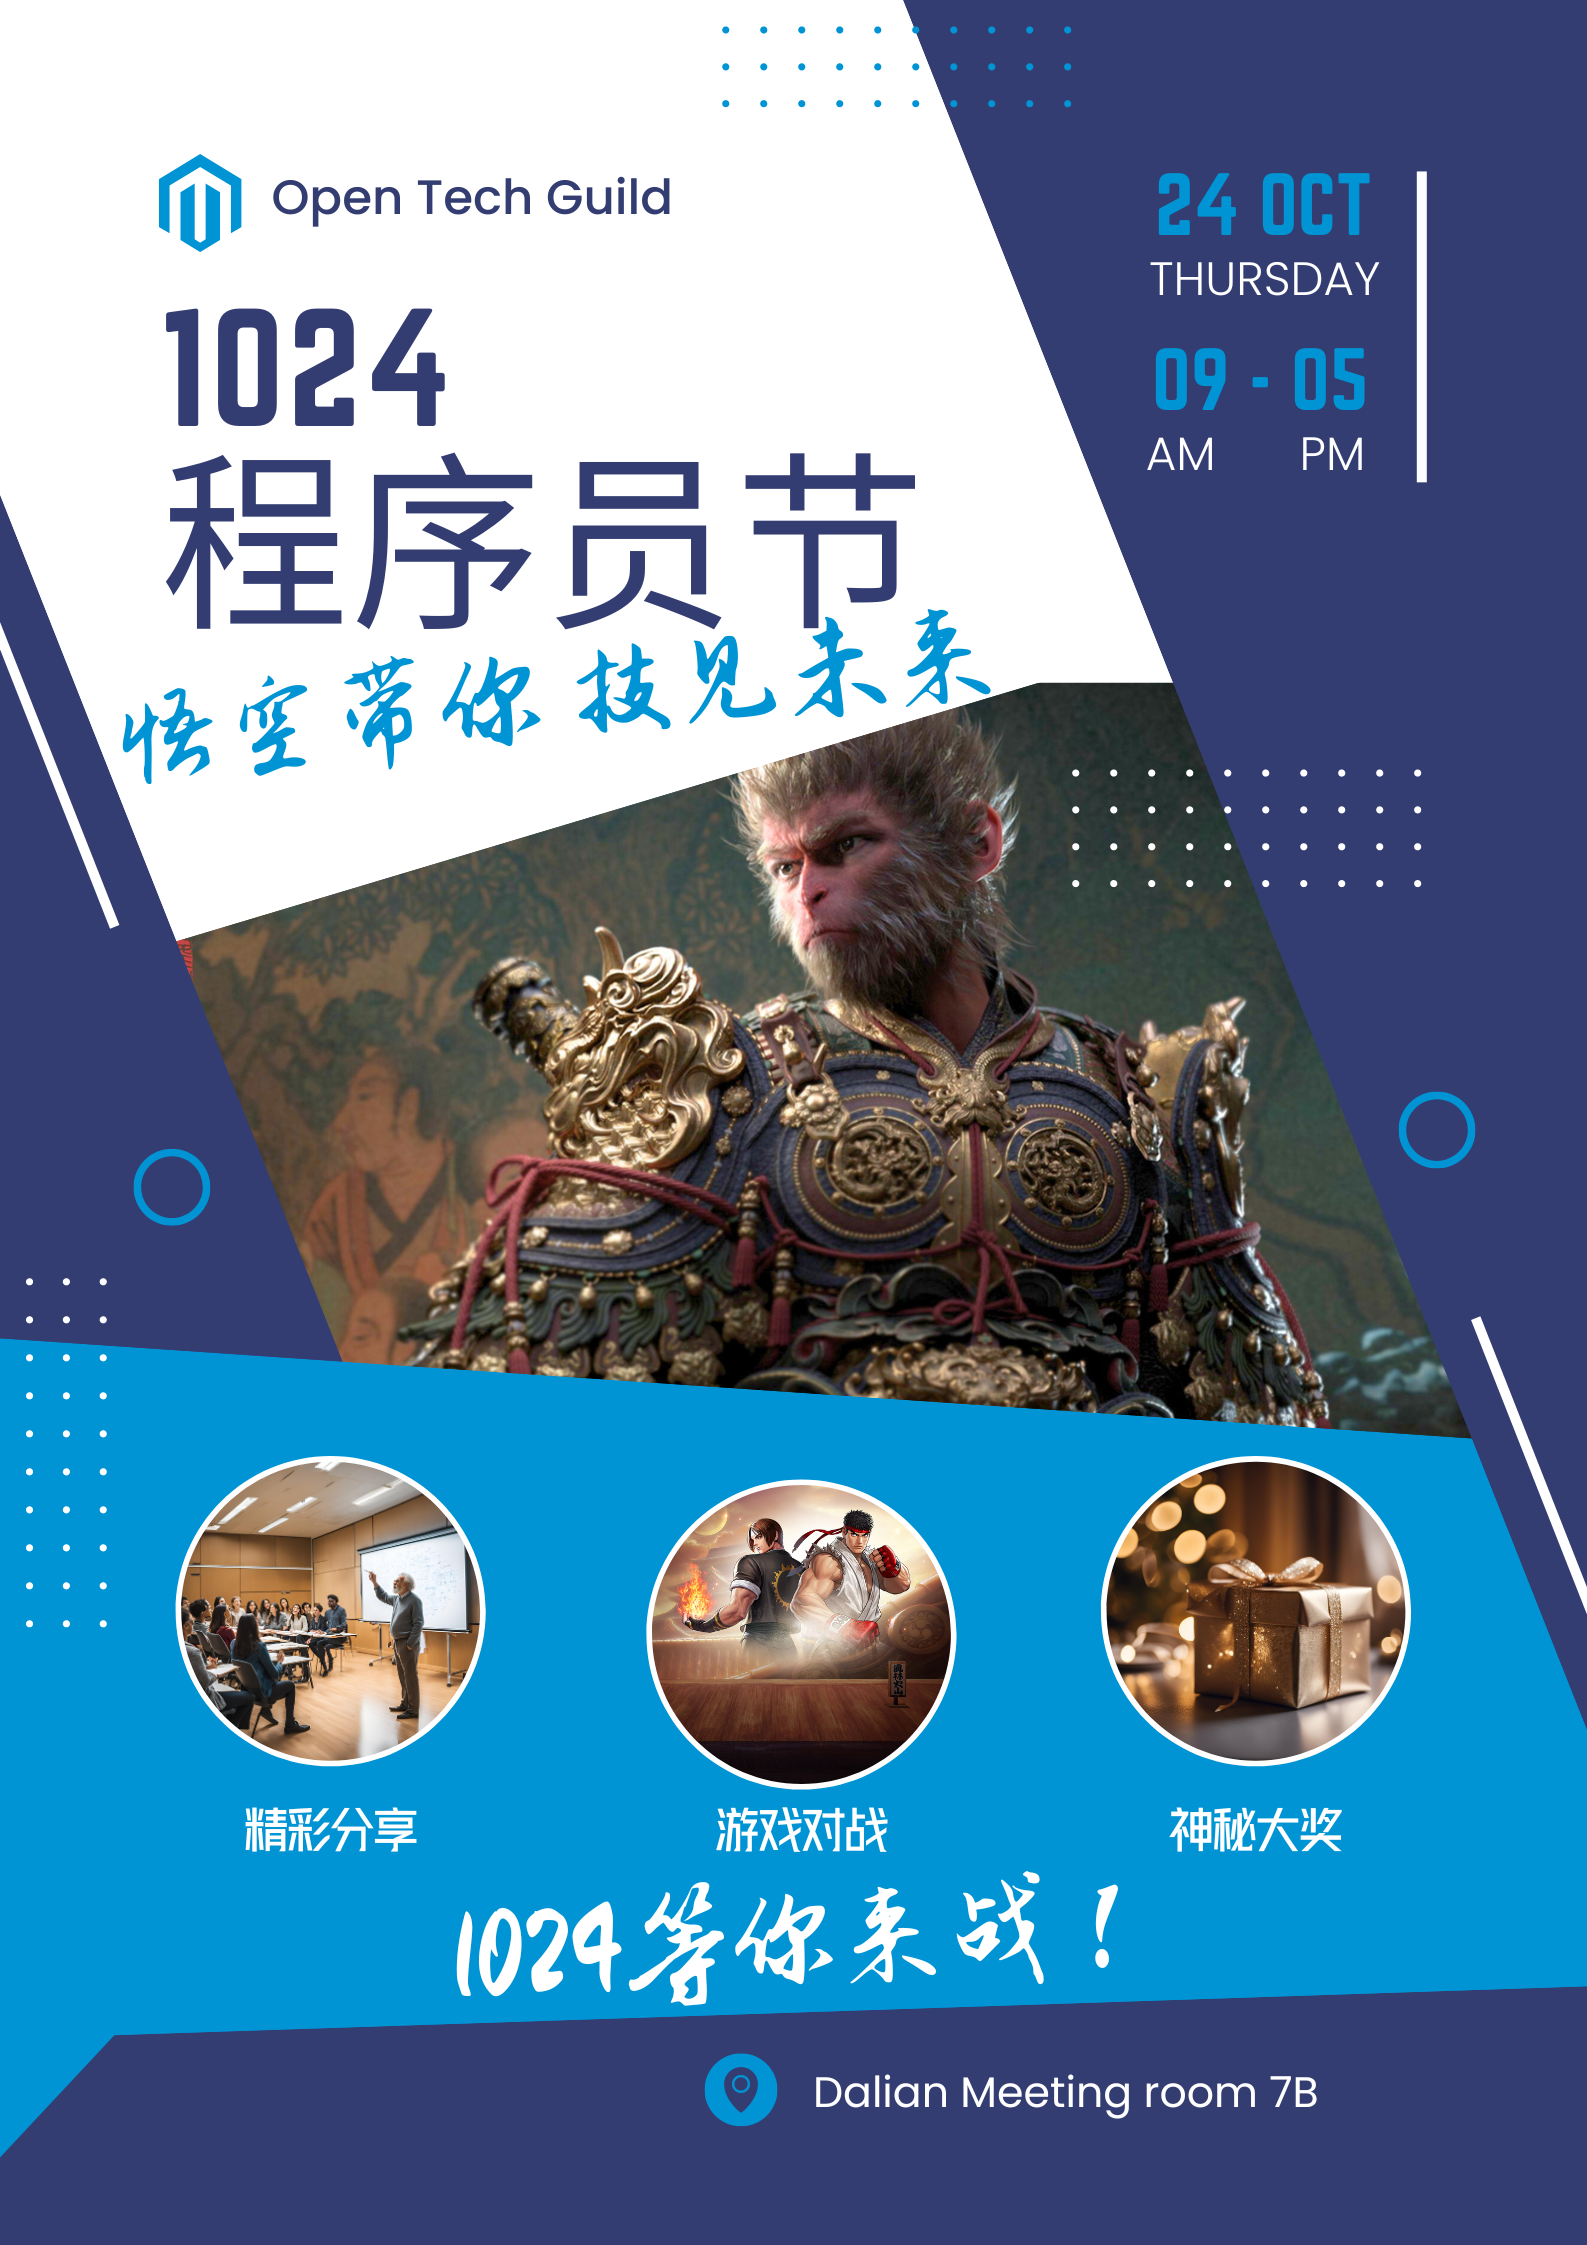 Open Tech Guild
1024
程序员节
悟空带你 技见未来
24 OCT
THURSDAY
09 - 05
AM PM
精彩分享
游戏对战
神秘大奖
1024等你来战！
Dalian Meeting room 7B